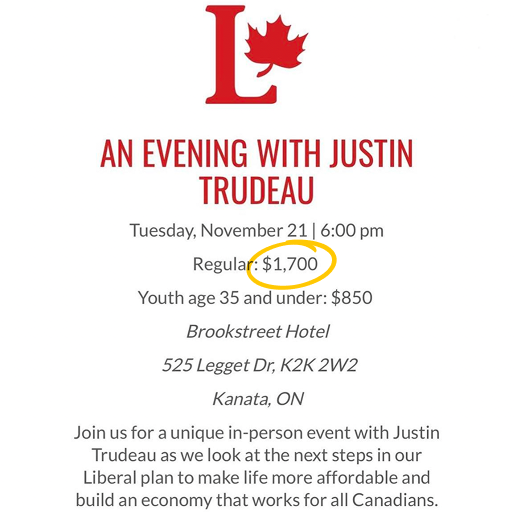 L
AN EVENING WITH JUSTIN
TRUDEAU
Tuesday, November 21 | 6:00 pm
Regular: $1,700
Youth age 35 and under: $850
Brookstreet Hotel
525 Legget Dr, K2K 2W2
Kanata, ON
Join us for a unique in-person event with Justin
Trudeau as we look at the next steps in our
Liberal plan to make life more affordable and
build an economy that works for all Canadians.